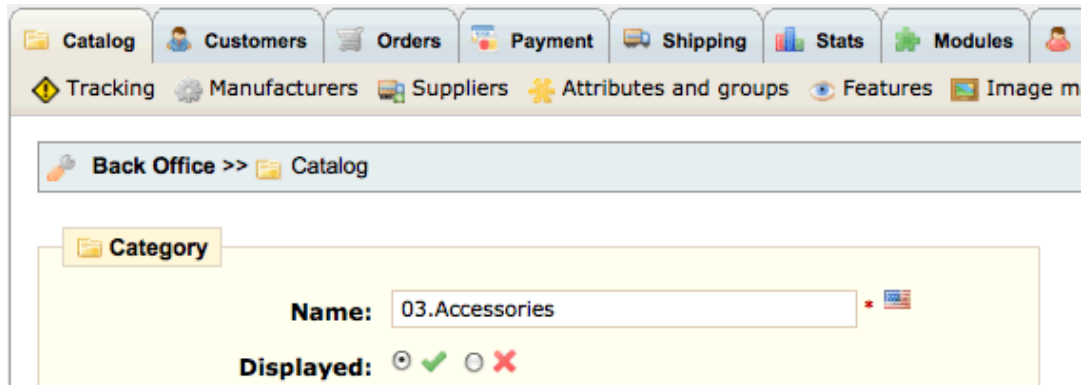 Catalog Customers Orders Payment Shipping Stats Modules
Tracking Manufacturers Suppliers Attributes and groups Features Image
Back Office >> Catalog
Category
Name: 03.Accessories *
Displayed: